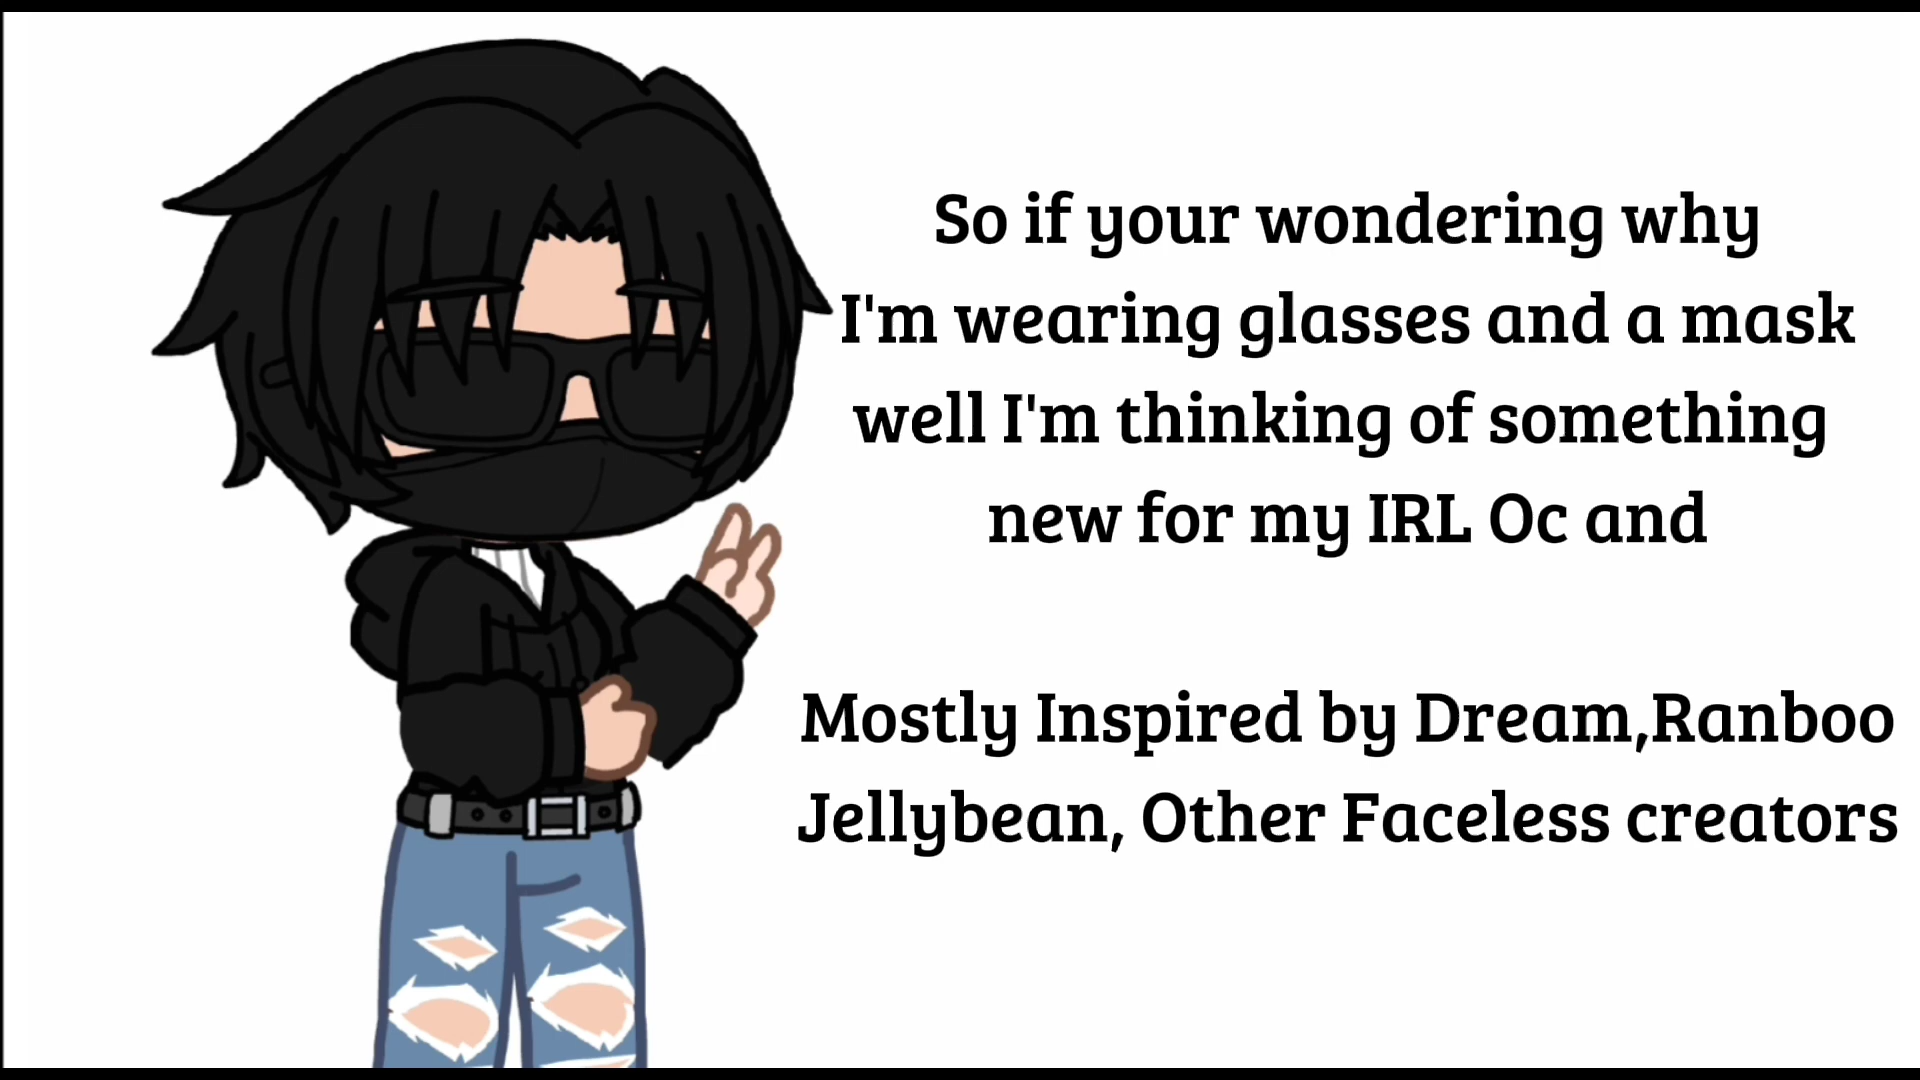 So if your wondering why
I'm wearing glasses and a mask
well I'm thinking of something
new for my IRL Oc and
Mostly Inspired by Dream,Ranboo
Jellybean, Other Faceless creators